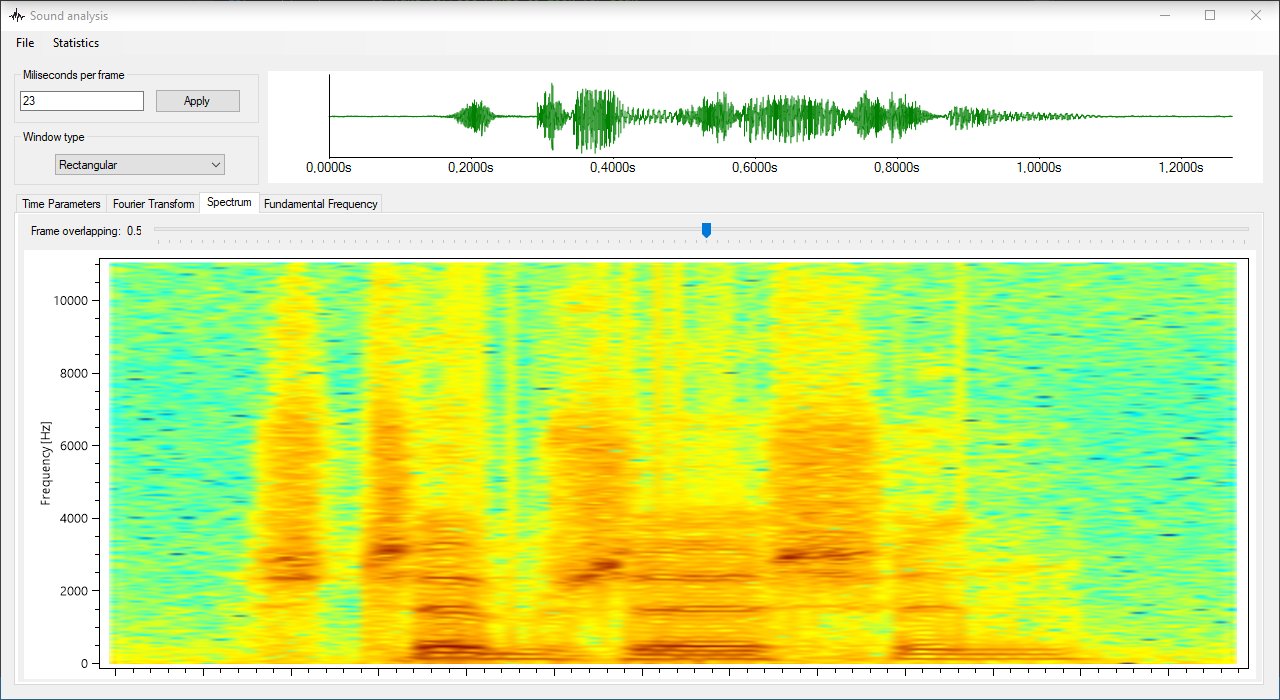 Sound analysis
File Statistics
Miliseconds per frame
23 Apply
Window type
Rectangular
0,0000s 0,2000s 0,4000s 0,6000s 0,8000s 1,0000s 1,2000s
Time Parameters Fourier Transform Spectrum Fundamental Frequency
Frame overlapping: 0.5
10000
8000
6000
Frequency [Hz]
4000
2000
0